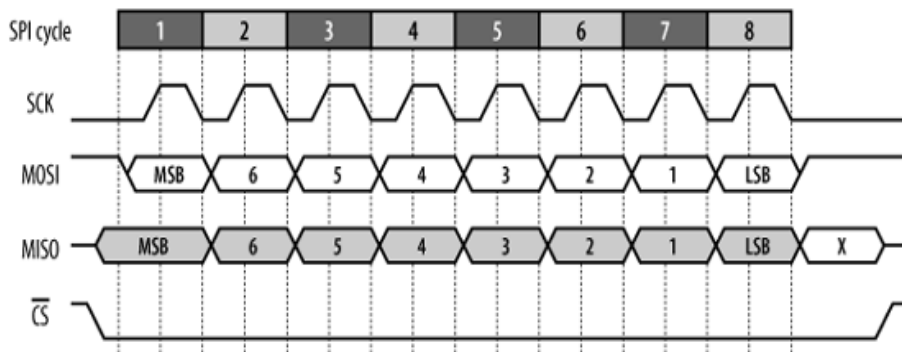 SPI cycle 1 2 3 4 5 6 7 8
SCK
MOSI MSB 6 5 4 3 2 1 LSB
MISO MSB 6 5 4 3 2 1 LSB X
C̅S̅